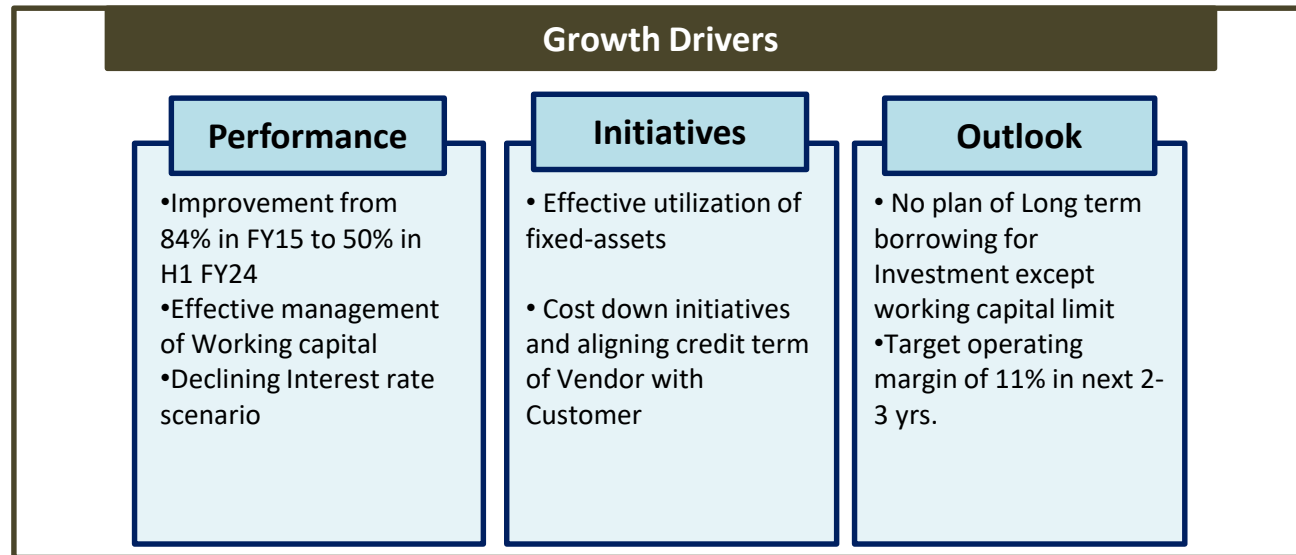 Growth Drivers
Performance
•Improvement from
84% in FY15 to 50% in
H1 FY24
•Effective management
of Working capital
•Declining Interest rate
scenario
Initiatives
• Effective utilization of
fixed-assets
• Cost down initiatives
and aligning credit term
of Vendor with
Customer
Outlook
• No plan of Long term
borrowing for
Investment except
working capital limit
•Target operating
margin of 11% in next 2-
3 yrs.